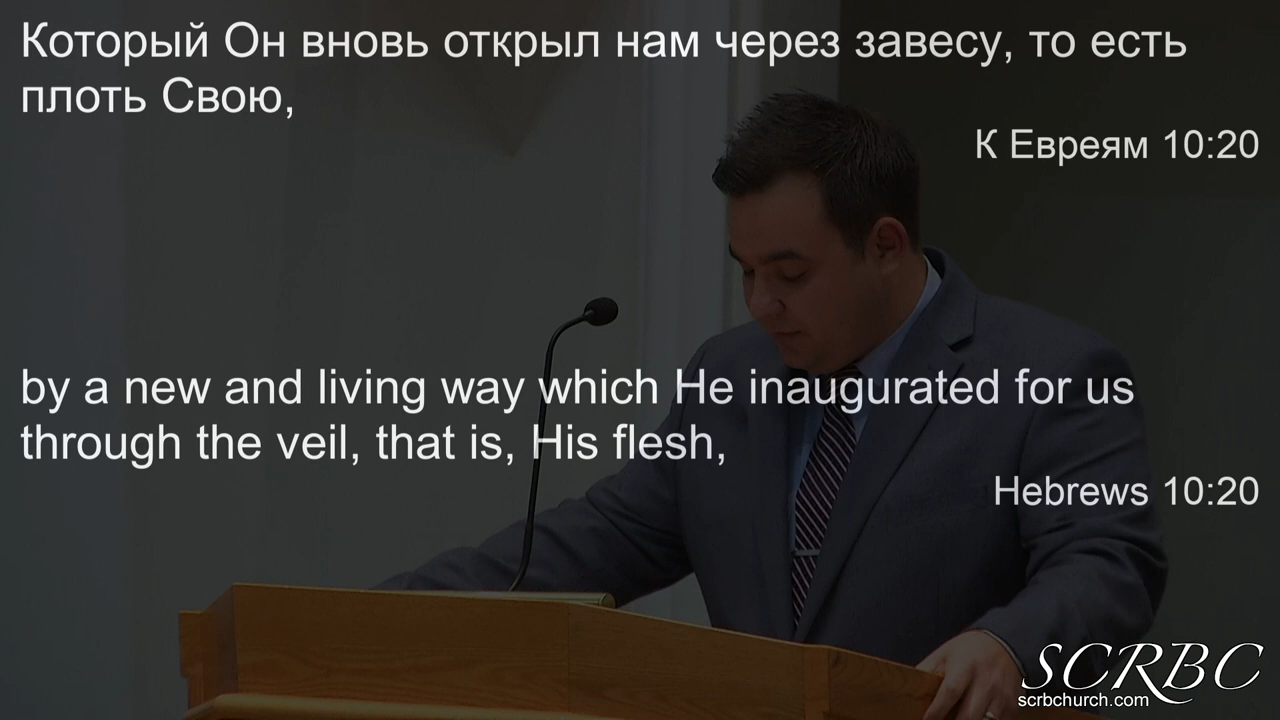 Который Он вновь открыл нам через завесу, то есть
плоть Свою,
К Евреям 10:20
by a new and living way which He inaugurated for us
through the veil, that is, His flesh,
Hebrews 10:20
SCRBC
scrbchurch.com